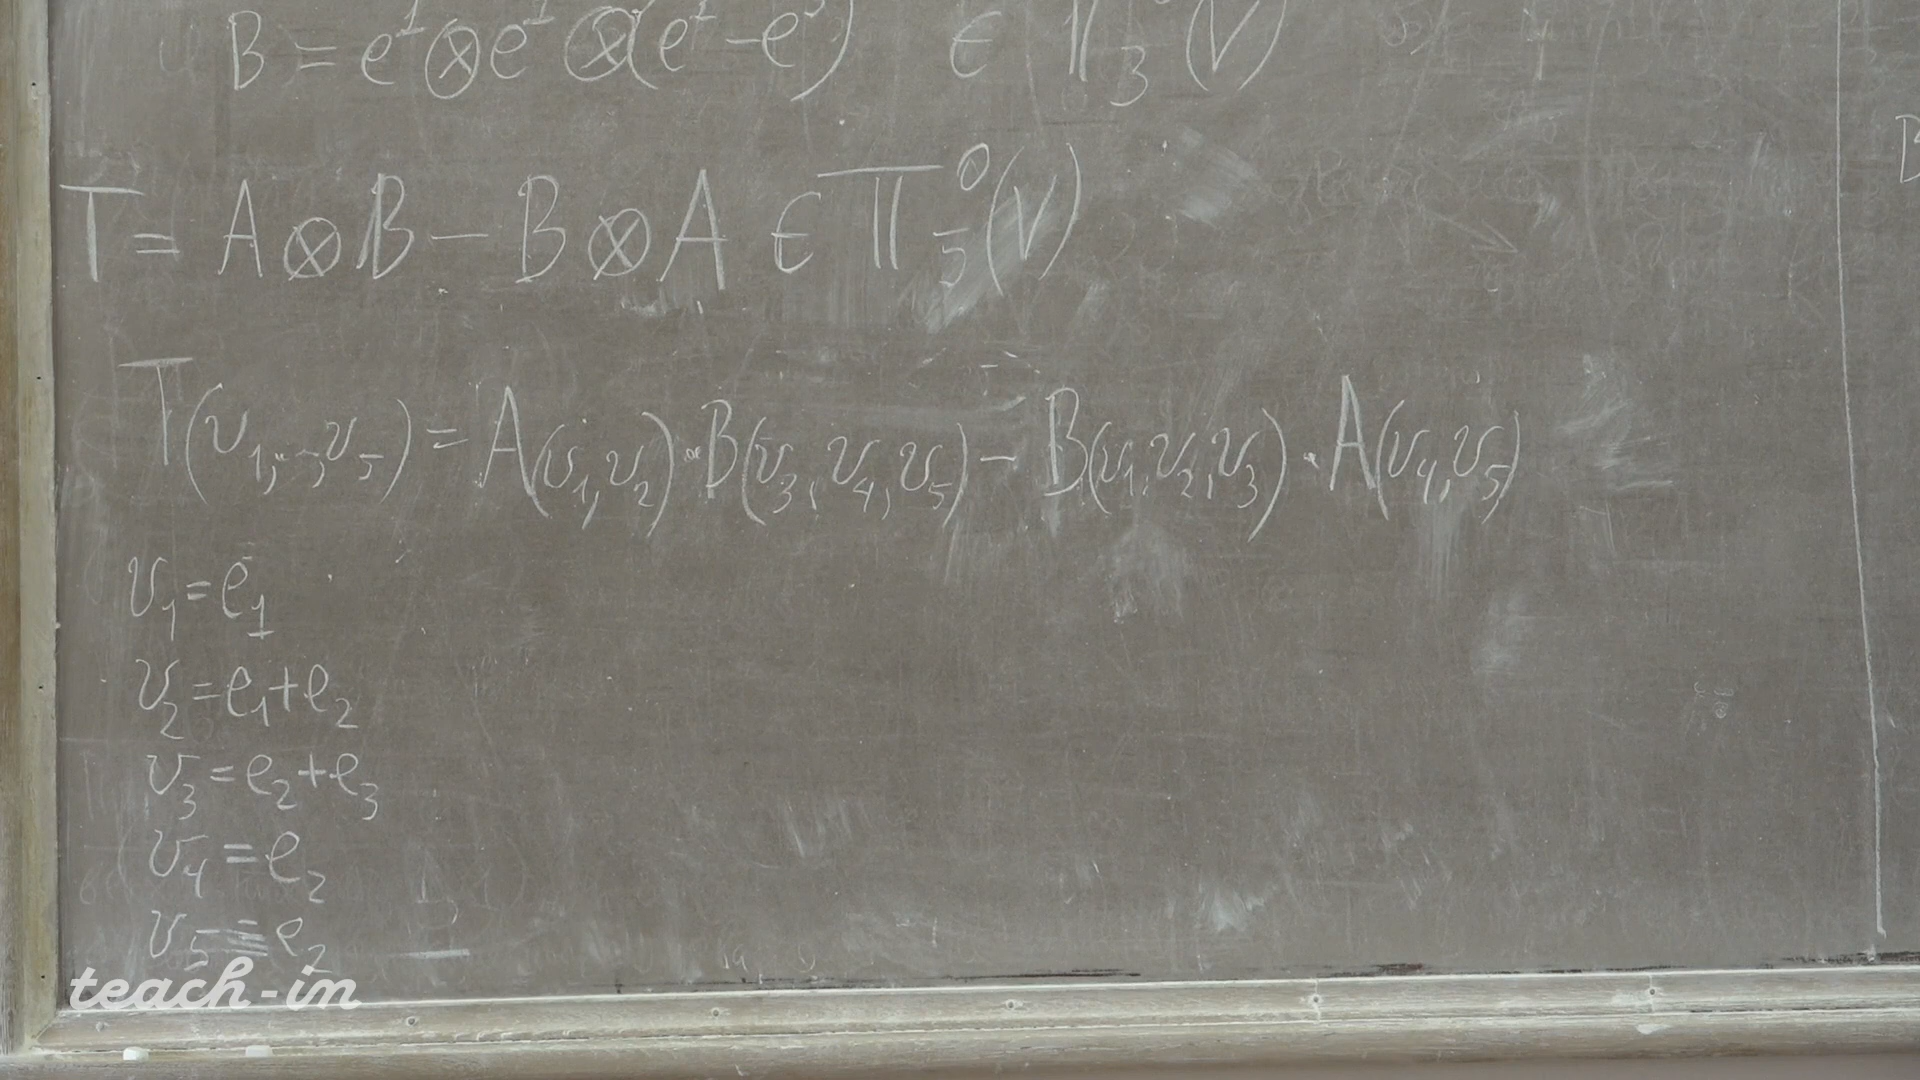 B = e¹⊗e¹⊗(e² − e³) ∈ 𝕋₃⁰(V)
T = A⊗B − B⊗A ∈ 𝕋₅⁰(V)
T(v₁,...,v₅) = A(v₁,v₂)·B(v₃,v₄,v₅) − B(v₁,v₂,v₃)·A(v₄,v₅)
v₁ = e₁
v₂ = e₁+e₂
v₃ = e₂+e₃
v₄ = e₂
v₅ = e₂
teach-in
B